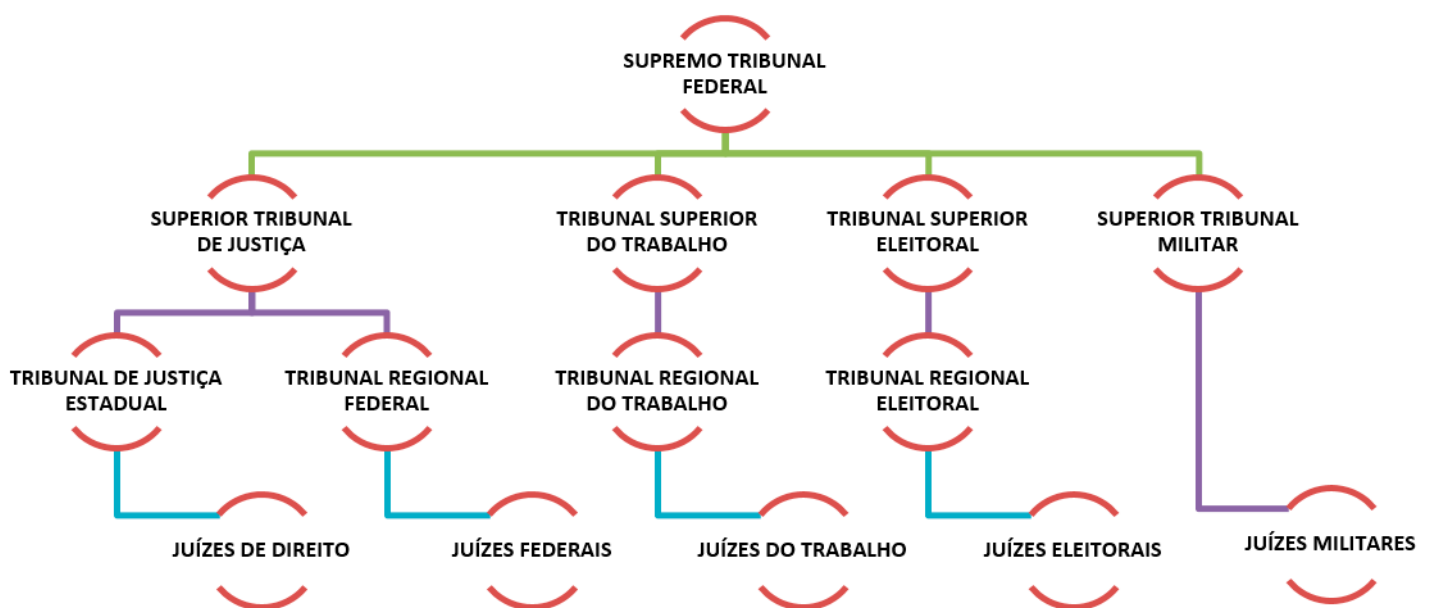 SUPREMO TRIBUNAL
FEDERAL
SUPERIOR TRIBUNAL
DE JUSTIÇA
TRIBUNAL SUPERIOR
DO TRABALHO
TRIBUNAL SUPERIOR
ELEITORAL
SUPERIOR TRIBUNAL
MILITAR
TRIBUNAL DE JUSTIÇA
ESTADUAL
TRIBUNAL REGIONAL
FEDERAL
TRIBUNAL REGIONAL
DO TRABALHO
TRIBUNAL REGIONAL
ELEITORAL
JUÍZES DE DIREITO
JUÍZES FEDERAIS
JUÍZES DO TRABALHO
JUÍZES ELEITORAIS
JUÍZES MILITARES